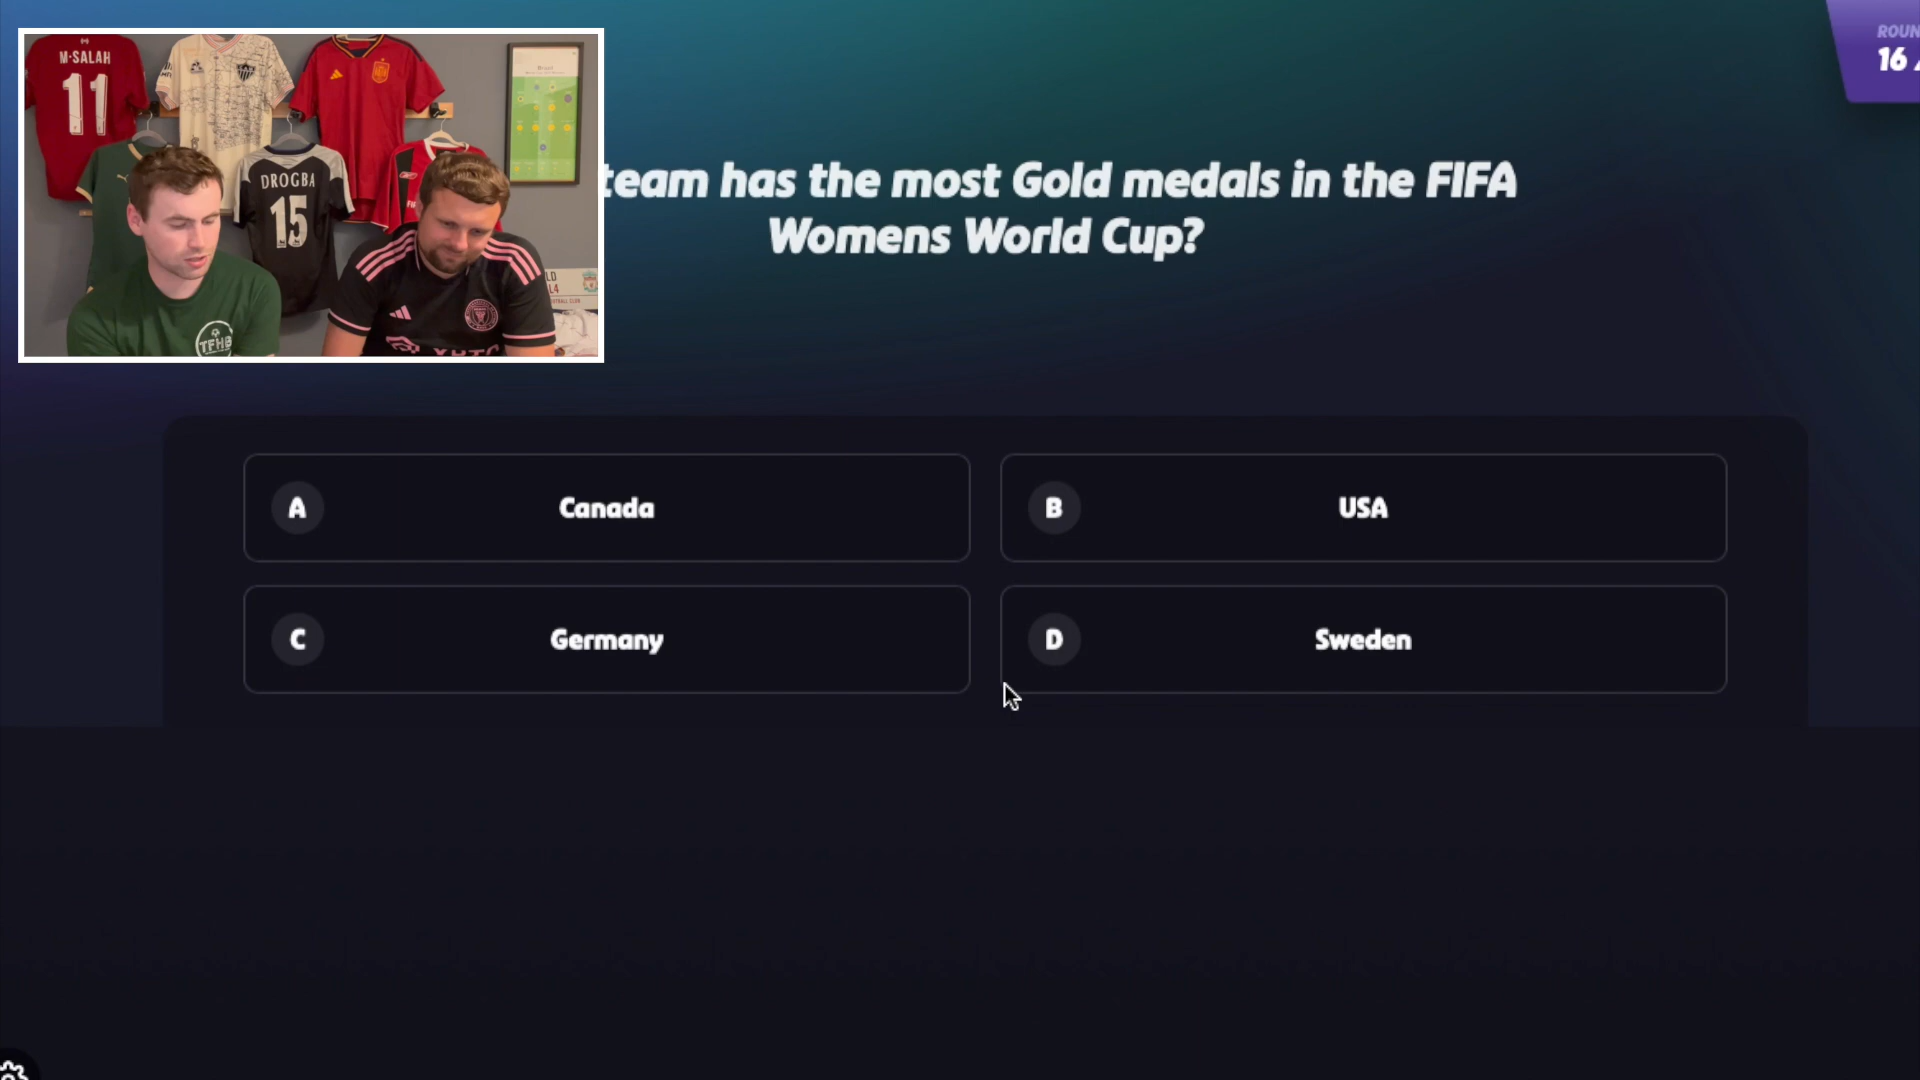 ROUN
16 /
M·SALAH
11
DROGBA
15
TFHB
team has the most Gold medals in the FIFA
Womens World Cup?
A Canada
B USA
C Germany
D Sweden